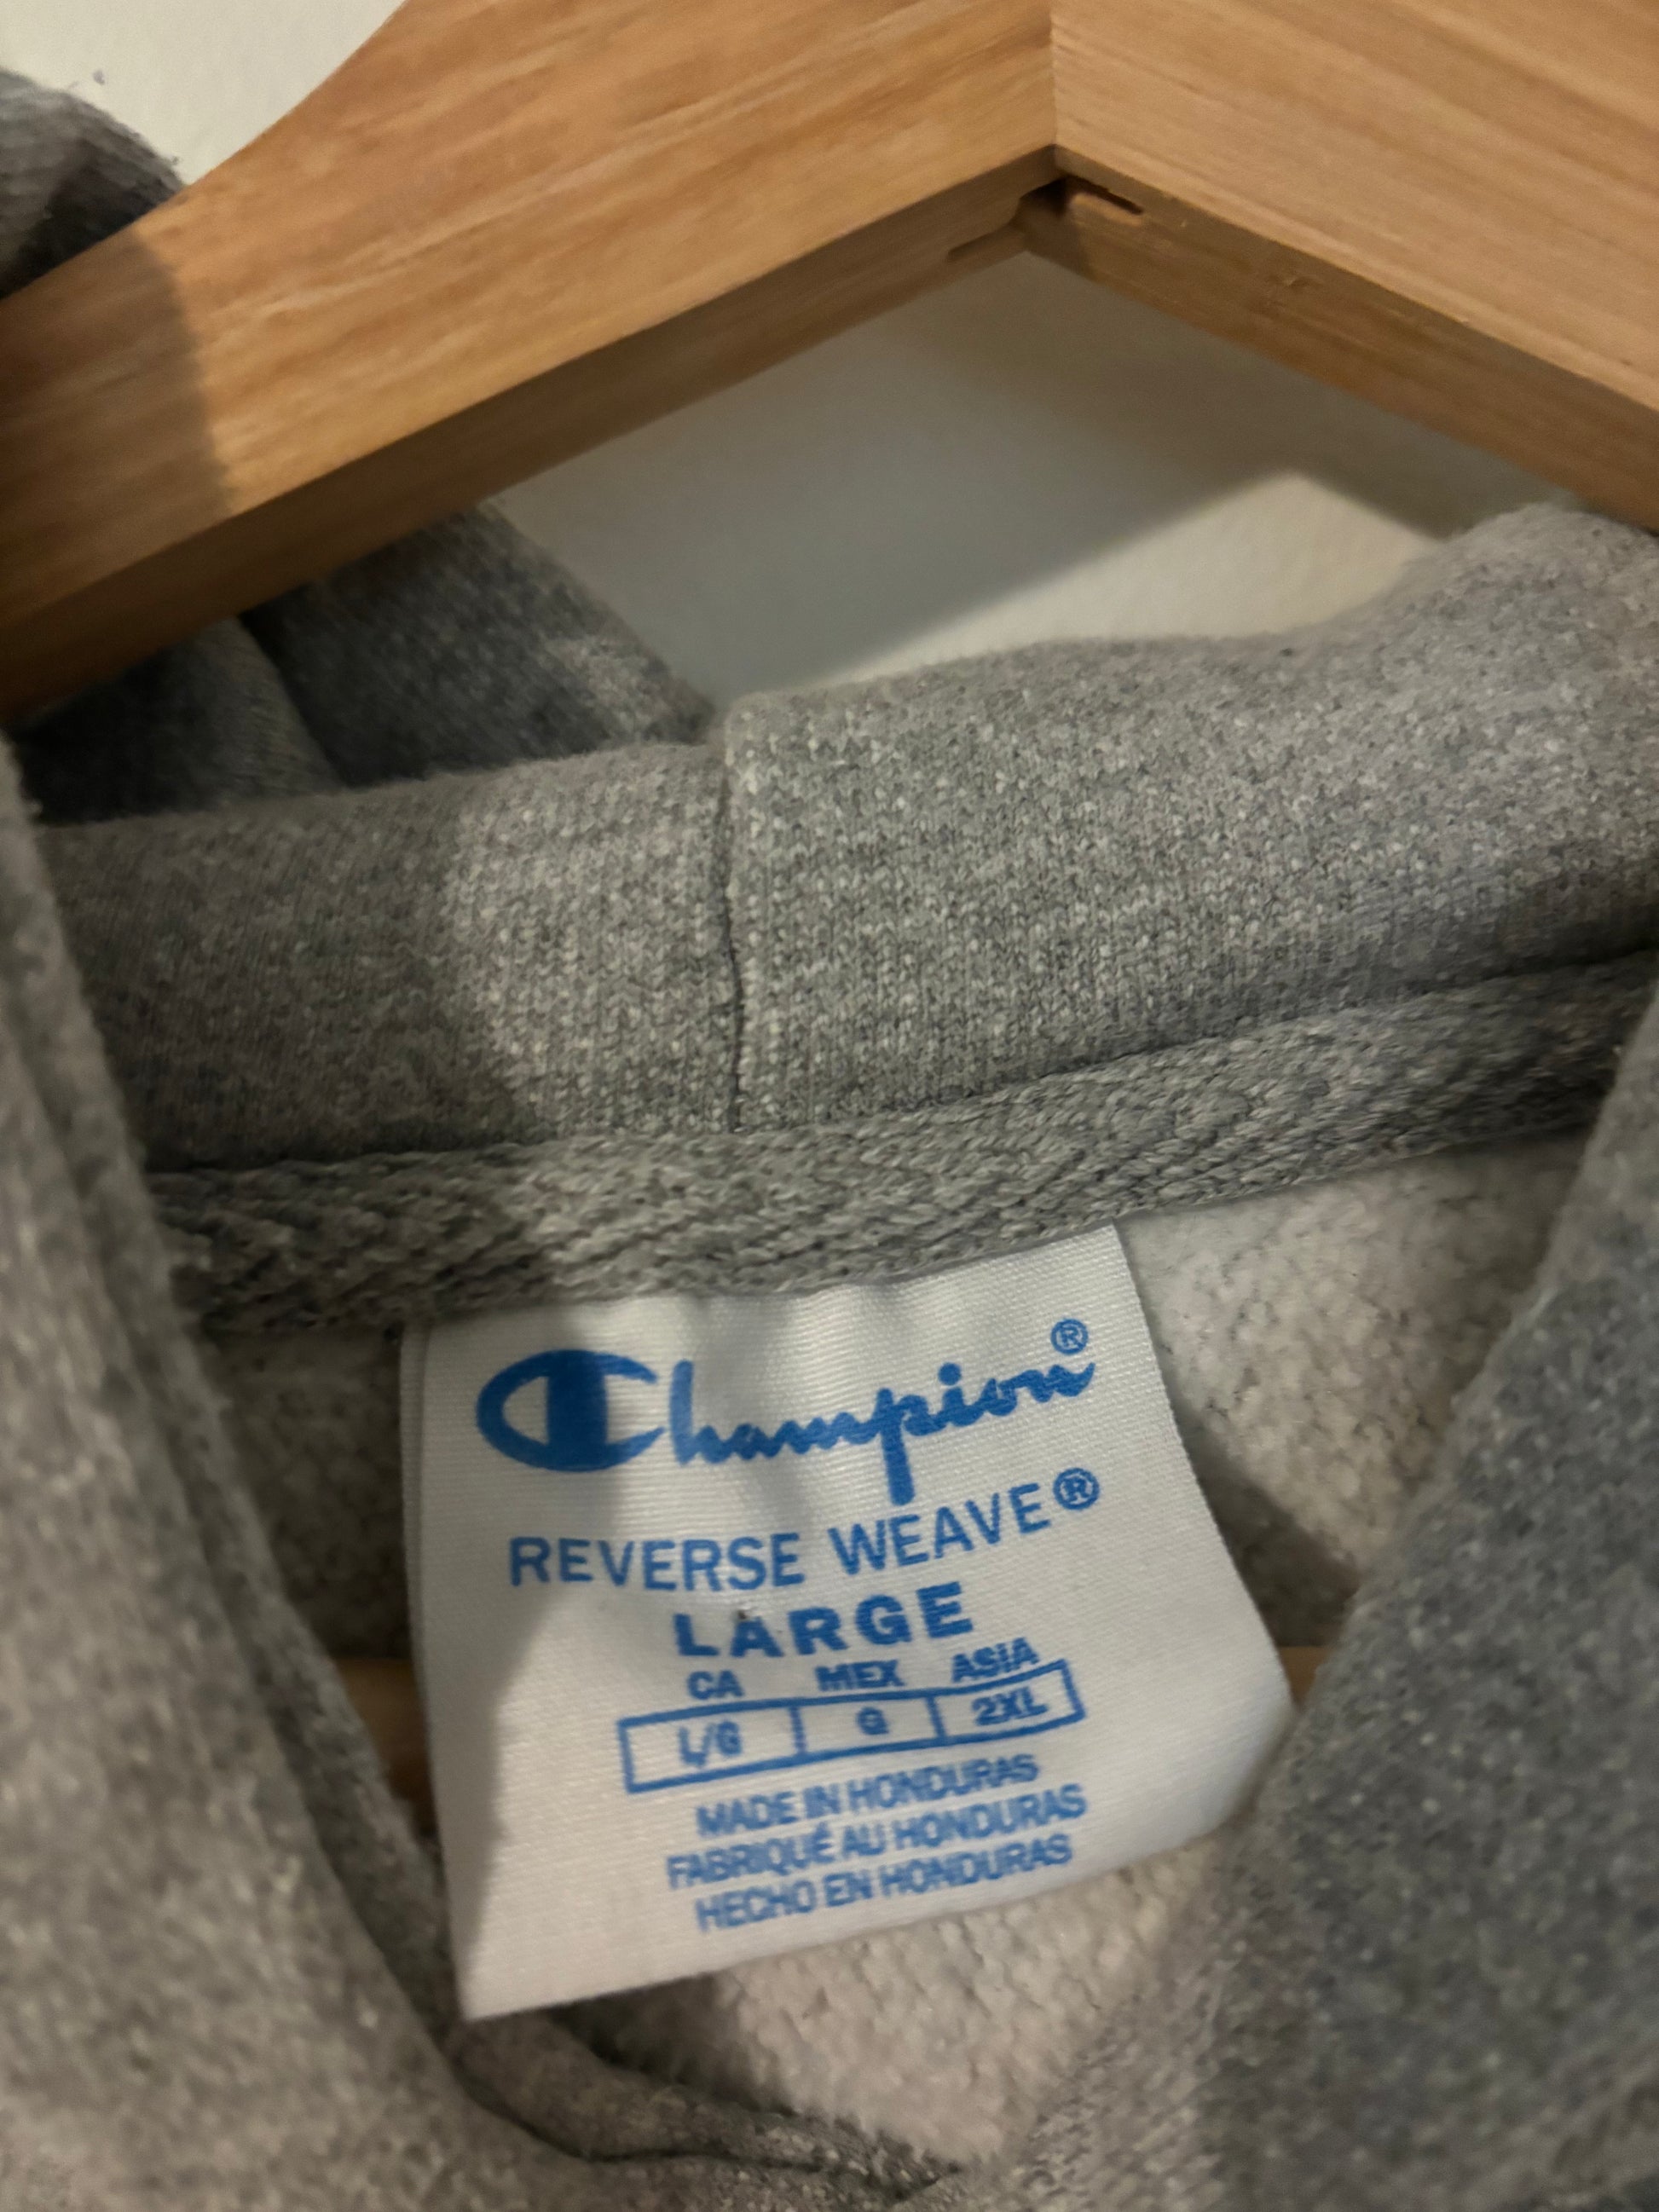 Champion®
REVERSE WEAVE®
LARGE
CA MEX ASIA
L/G G 2XL
MADE IN HONDURAS
FABRIQUÉ AU HONDURAS
HECHO EN HONDURAS